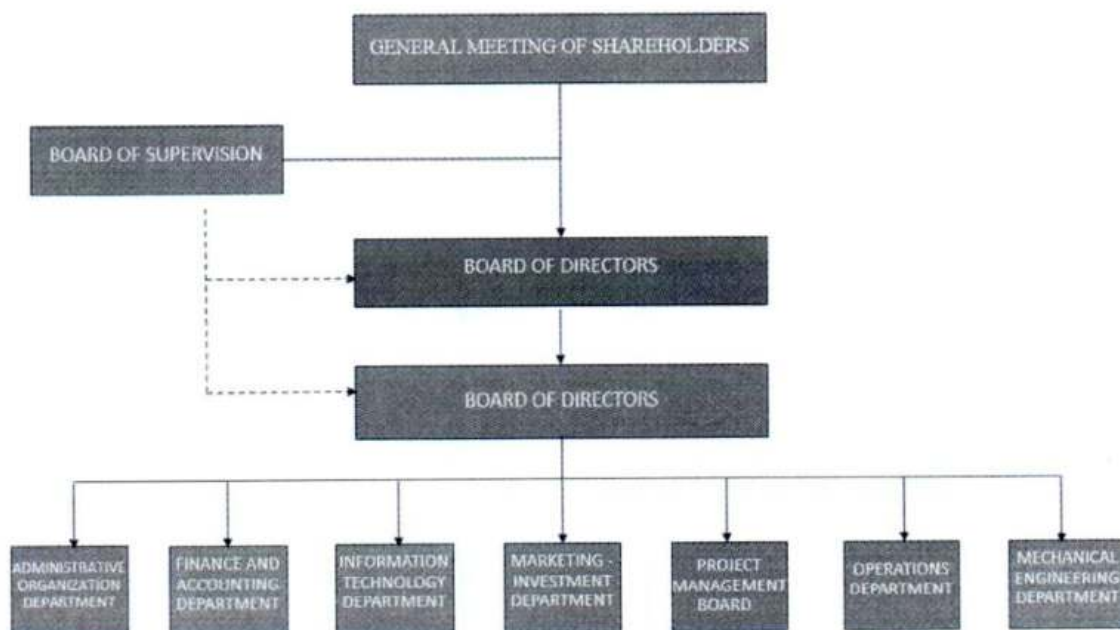 GENERAL MEETING OF SHAREHOLDERS
BOARD OF SUPERVISION
BOARD OF DIRECTORS
BOARD OF DIRECTORS
ADMINISTRATIVE
ORGANIZATION
DEPARTMENT
FINANCE AND
ACCOUNTING
DEPARTMENT
INFORMATION
TECHNOLOGY
DEPARTMENT
MARKETING -
INVESTMENT
DEPARTMENT
PROJECT
MANAGEMENT
BOARD
OPERATIONS
DEPARTMENT
MECHANICAL
ENGINEERING
DEPARTMENT